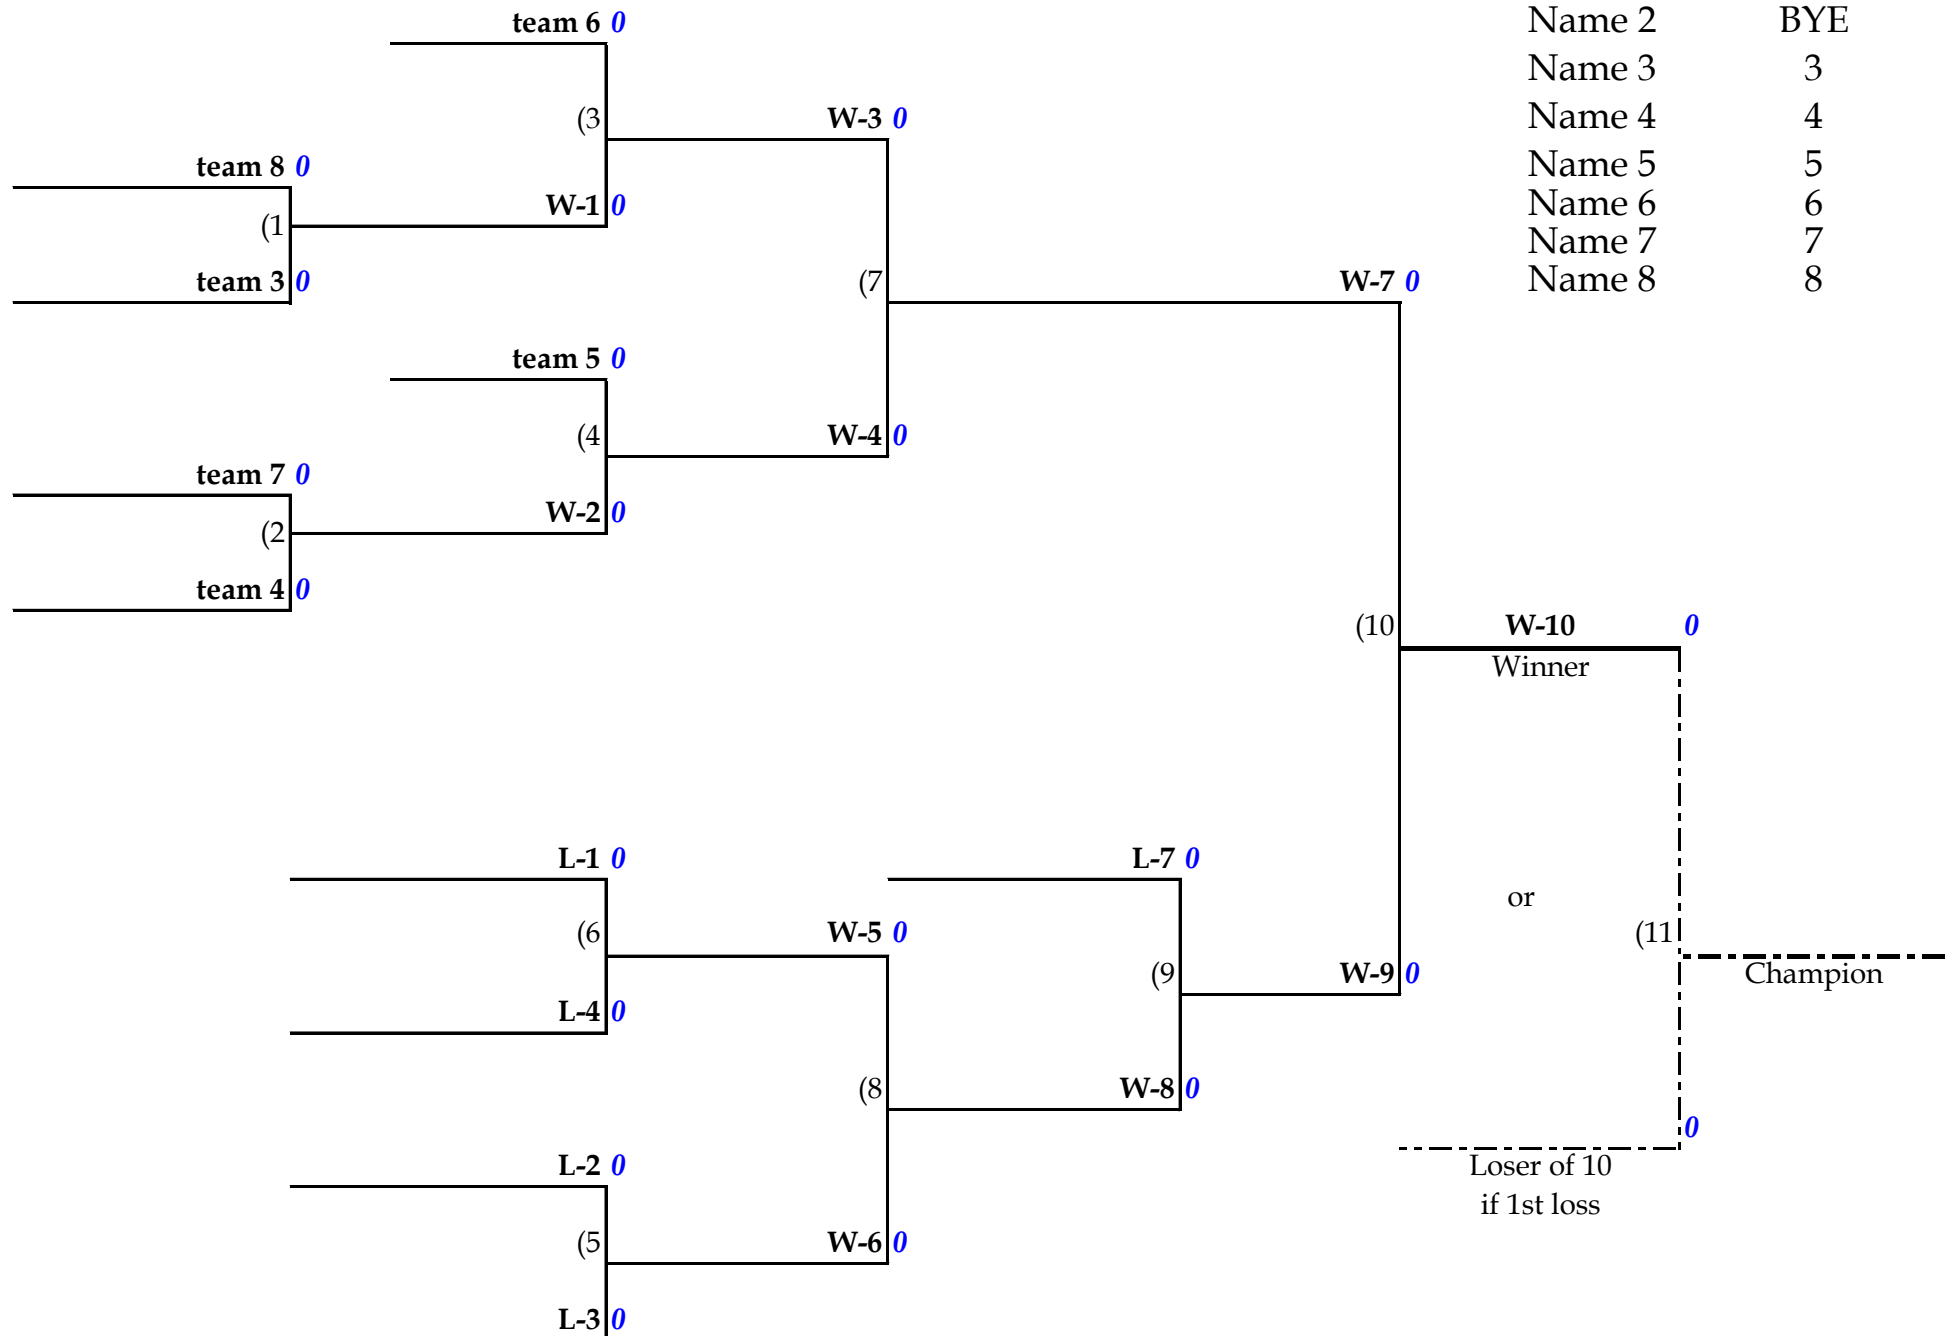 team 6 0
Name 2 BYE
Name 3 3
(3 W-3 0
Name 4 4
team 8 0
Name 5 5
W-1 0
Name 6 6
(1
Name 7 7
team 3 0
(7 W-7 0
Name 8 8
team 5 0
(4 W-4 0
team 7 0
W-2 0
(2
team 4 0
(10 W-10 0
Winner
L-1 0
L-7 0
or
(6 W-5 0
(11
(9 W-9 0
Champion
L-4 0
(8 W-8 0
0
L-2 0
Loser of 10
if 1st loss
(5 W-6 0
L-3 0